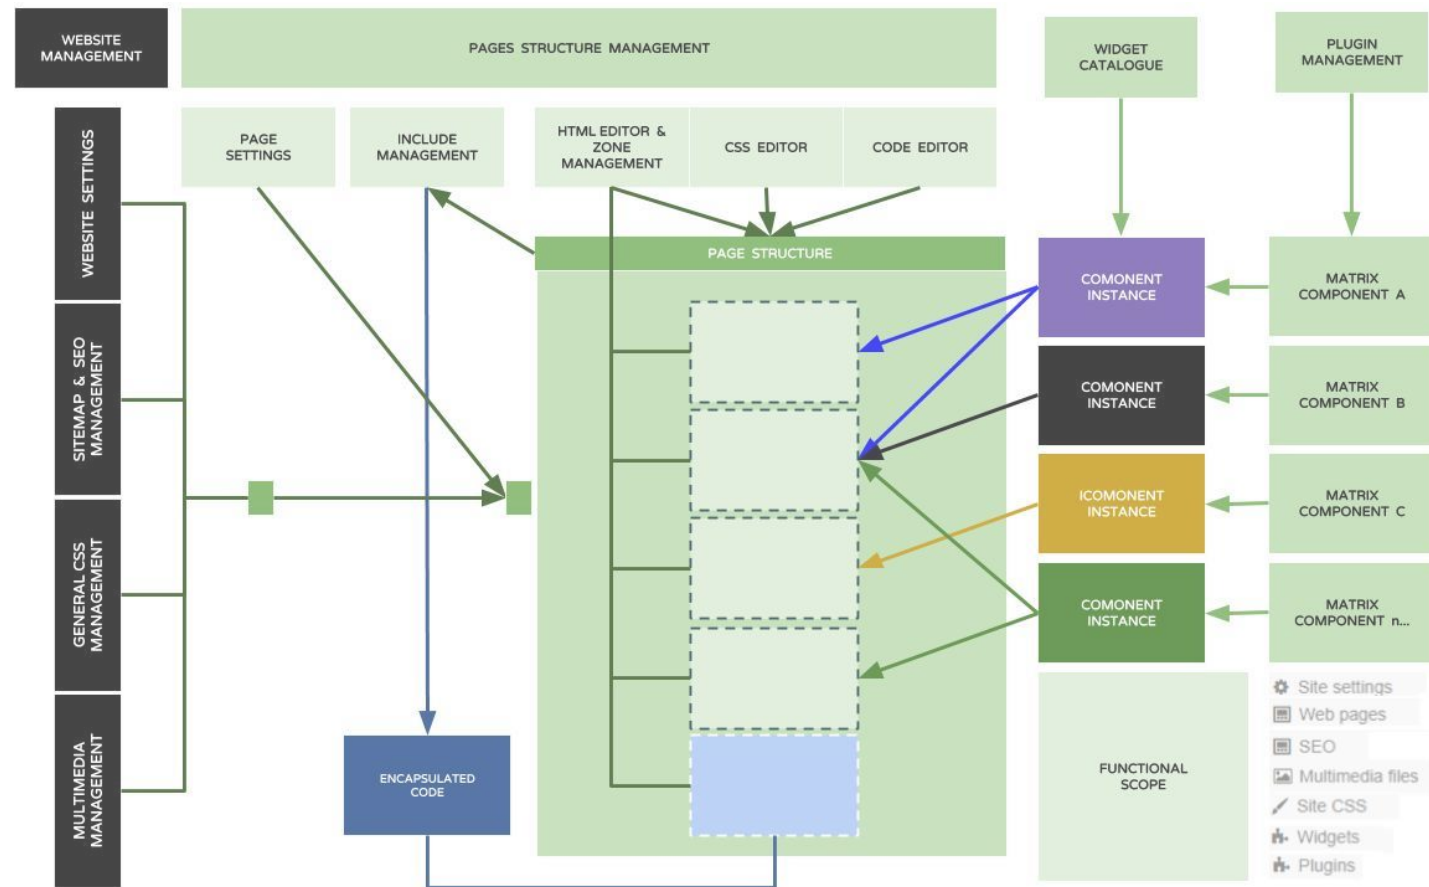 WEBSITE
MANAGEMENT
PAGES STRUCTURE MANAGEMENT
WIDGET
CATALOGUE
PLUGIN
MANAGEMENT
WEBSITE SETTINGS
SITEMAP & SEO
MANAGEMENT
GENERAL CSS
MANAGEMENT
MULTIMEDIA
MANAGEMENT
PAGE
SETTINGS
INCLUDE
MANAGEMENT
HTML EDITOR &
ZONE
MANAGEMENT
CSS EDITOR
CODE EDITOR
PAGE STRUCTURE
COMONENT
INSTANCE
MATRIX
COMPONENT A
COMONENT
INSTANCE
MATRIX
COMPONENT B
ICOMONENT
INSTANCE
MATRIX
COMPONENT C
COMONENT
INSTANCE
MATRIX
COMPONENT n...
ENCAPSULATED
CODE
FUNCTIONAL
SCOPE
Site settings
Web pages
SEO
Multimedia files
Site CSS
Widgets
Plugins